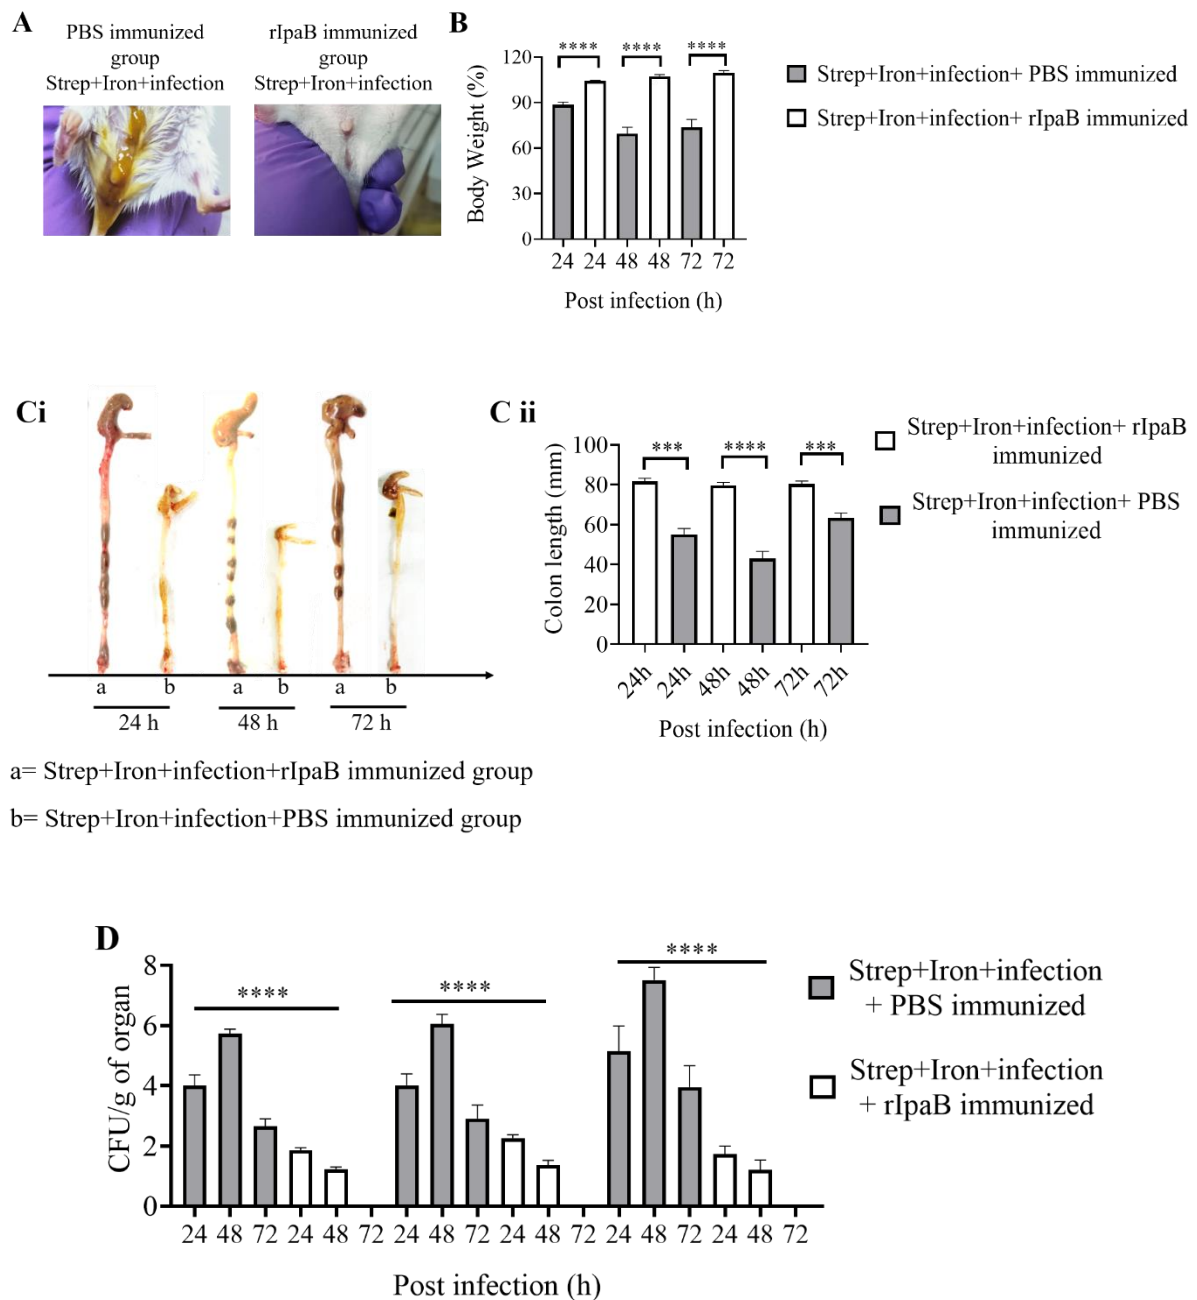 A
PBS immunized
group
Strep+Iron+infection
rIpaB immunized
group
Strep+Iron+infection
B
Body Weight (%)
120
90
60
30
0
****
****
****
24 24 48 48 72 72
Post infection (h)
Strep+Iron+infection+ PBS immunized
Strep+Iron+infection+ rIpaB immunized
Ci
a b a b a b
24 h 48 h 72 h
a= Strep+Iron+infection+rIpaB immunized group
b= Strep+Iron+infection+PBS immunized group
C ii
Colon length (mm)
100
80
60
40
20
0
***
****
***
24h 24h 48h 48h 72h 72h
Post infection (h)
Strep+Iron+infection+ rIpaB
immunized
Strep+Iron+infection+ PBS
immunized
D
CFU/g of organ
8
6
4
2
0
****
****
****
24 48 72 24 48 72 24 48 72 24 48 72 24 48 72 24 48 72
Post infection (h)
Strep+Iron+infection
+ PBS immunized
Strep+Iron+infection
+ rIpaB immunized